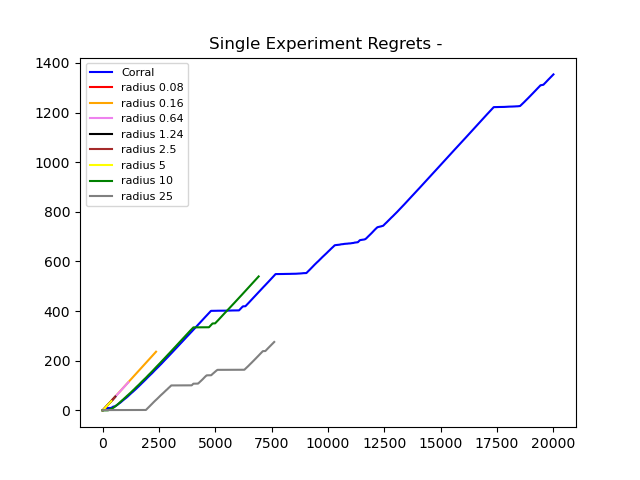 Single Experiment Regrets -
1400
1200
1000
800
600
400
200
0
Corral
radius 0.08
radius 0.16
radius 0.64
radius 1.24
radius 2.5
radius 5
radius 10
radius 25
0 2500 5000 7500 10000 12500 15000 17500 20000